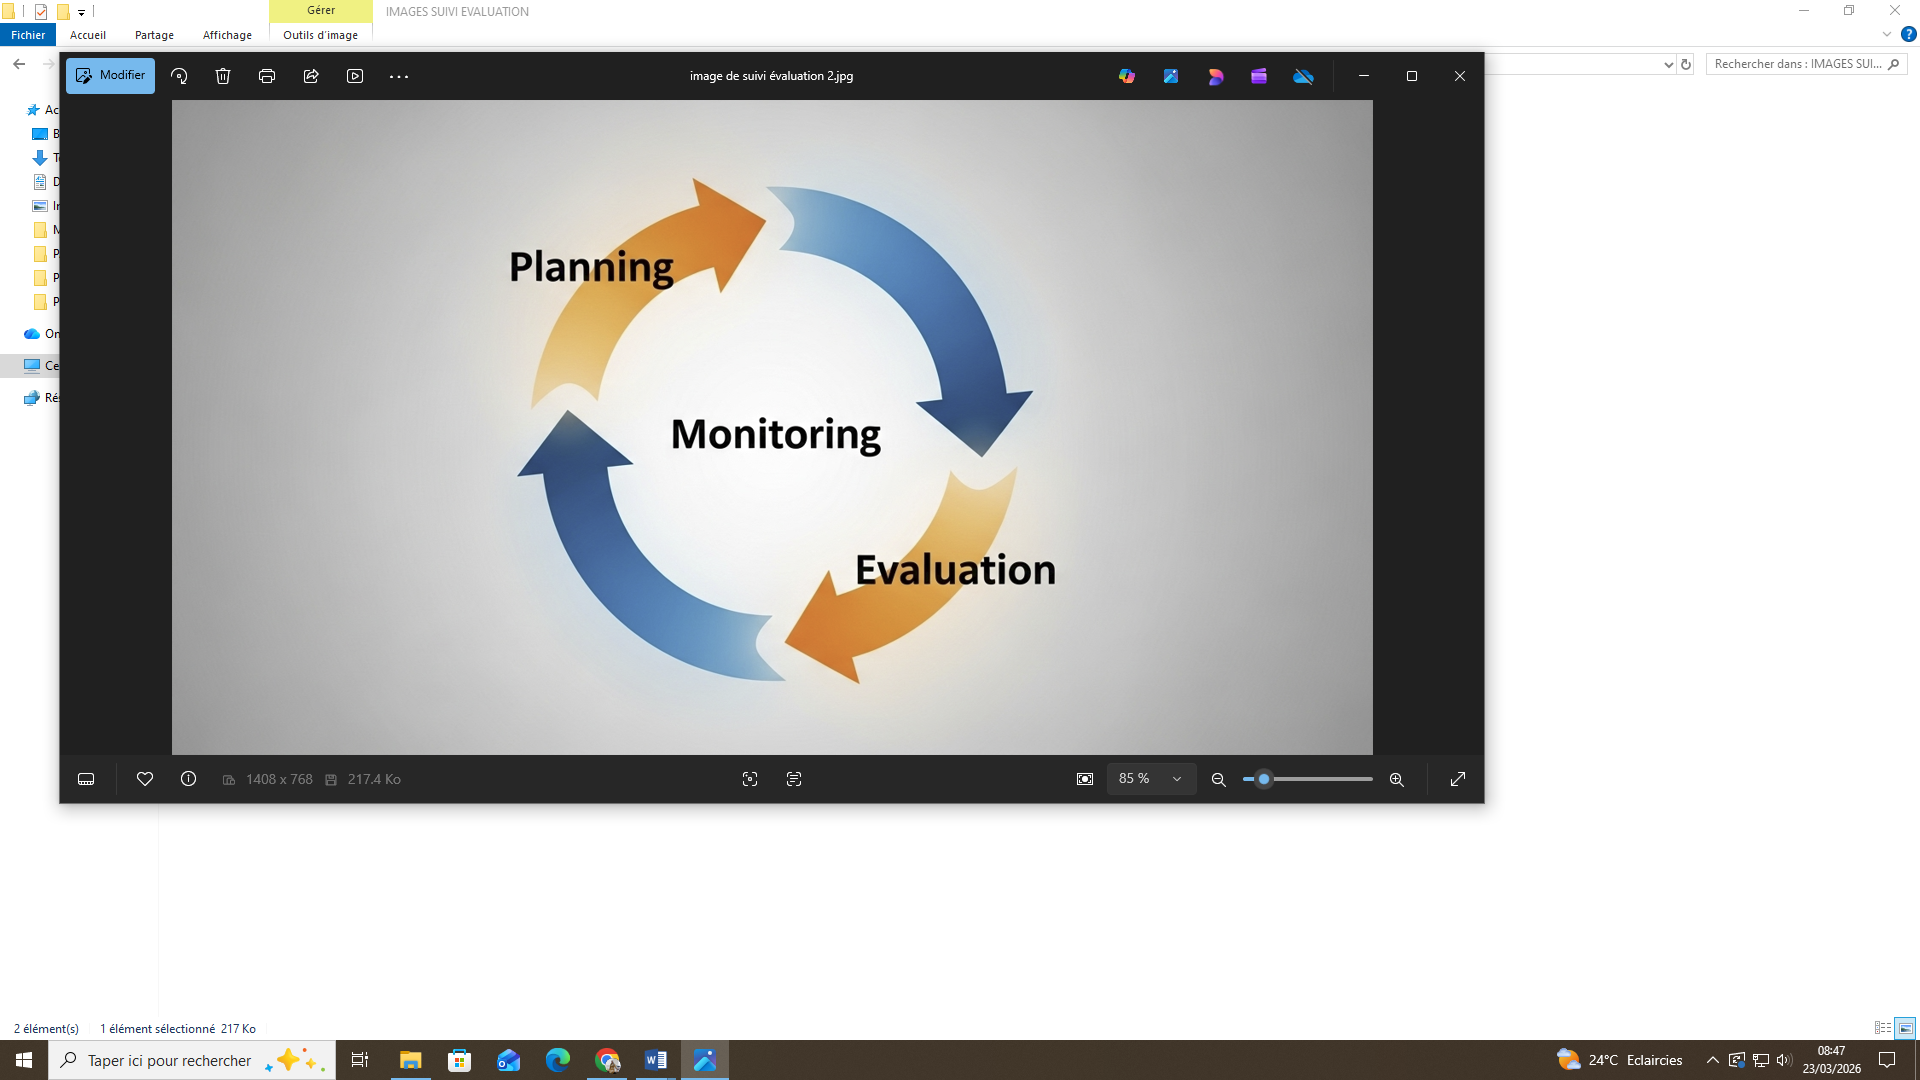 Gérer
IMAGES SUIVI EVALUATION
Fichier
Accueil
Partage
Affichage
Outils d'image
?
Modifier
image de suivi évaluation 2.jpg
Rechercher dans : IMAGES SUI...
Planning
Monitoring
Evaluation
1408 x 768
217.4 Ko
85 %
2 élément(s)
1 élément sélectionné 217 Ko
Taper ici pour rechercher
24°C Eclaircies
08:47
23/03/2026